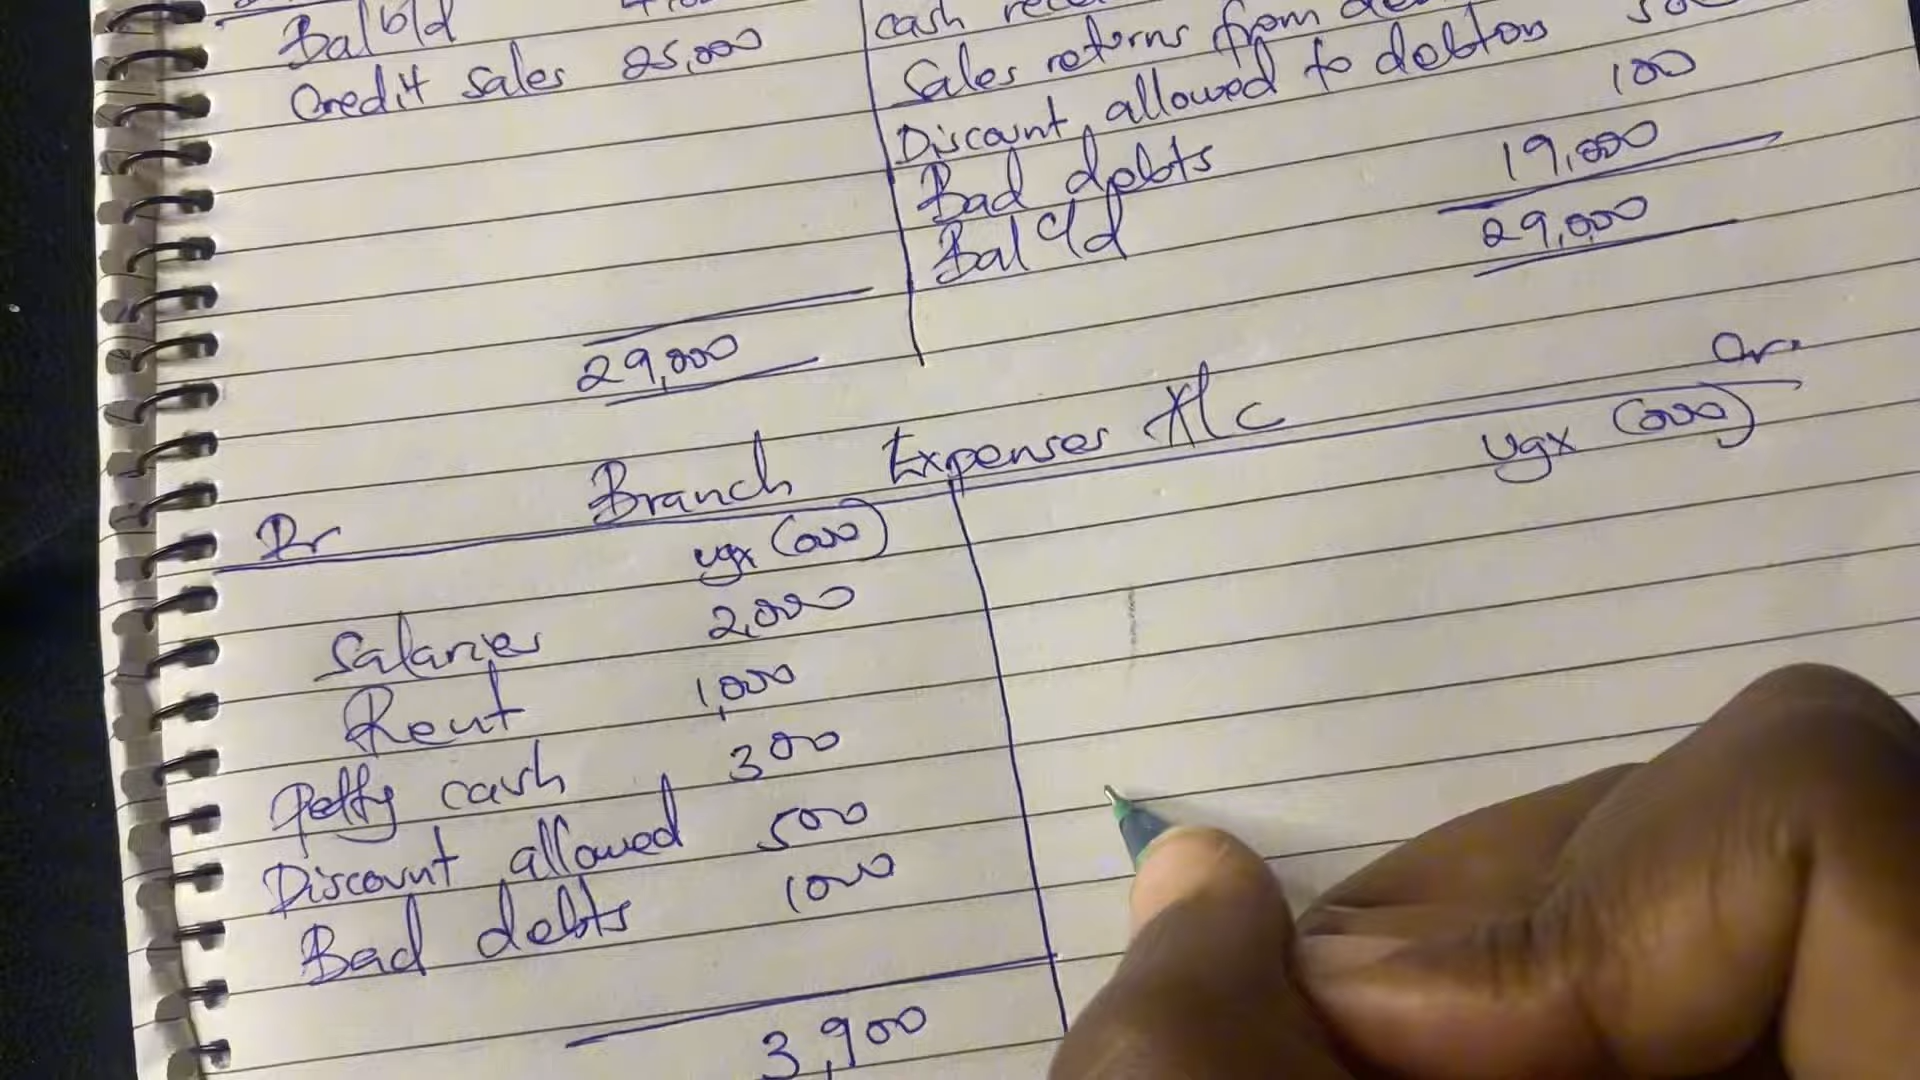 Bal b/d
Credit sales 25,000
cash
Sales returns from
Discount allowed to debtors
Bad debts 100
Bal c/d 19,000
29,000 29,000
Branch Expenses A/c
Dr Cr.
ugx (000) ugx (000)
Salaries 2,000
Rent 1,000
Petty cash 300
Discount allowed 500
Bad debts 100
3,900